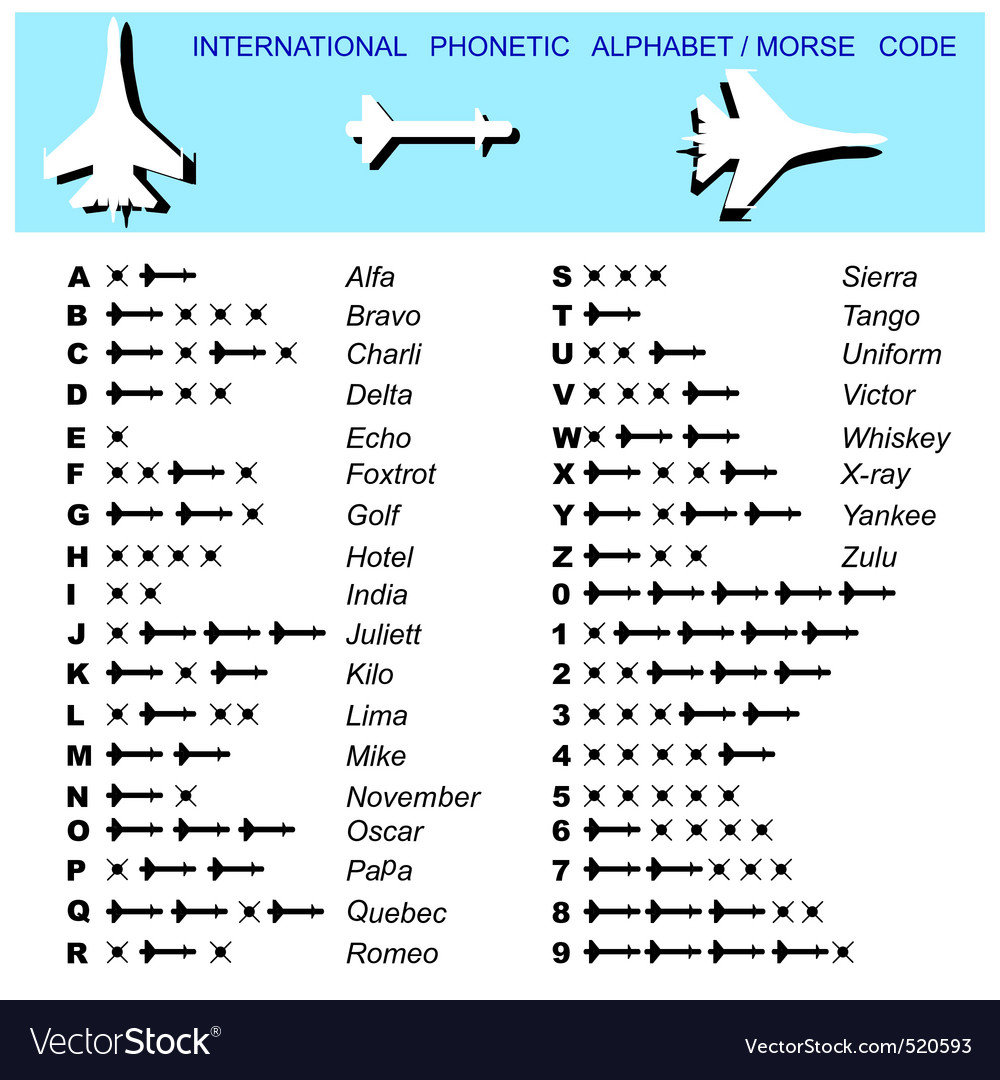 INTERNATIONAL PHONETIC ALPHABET / MORSE CODE
A Alfa
B Bravo
C Charli
D Delta
E Echo
F Foxtrot
G Golf
H Hotel
I India
J Juliett
K Kilo
L Lima
M Mike
N November
O Oscar
P Papa
Q Quebec
R Romeo
S Sierra
T Tango
U Uniform
V Victor
W Whiskey
X X-ray
Y Yankee
Z Zulu
0
1
2
3
4
5
6
7
8
9
VectorStock®
VectorStock.com/520593